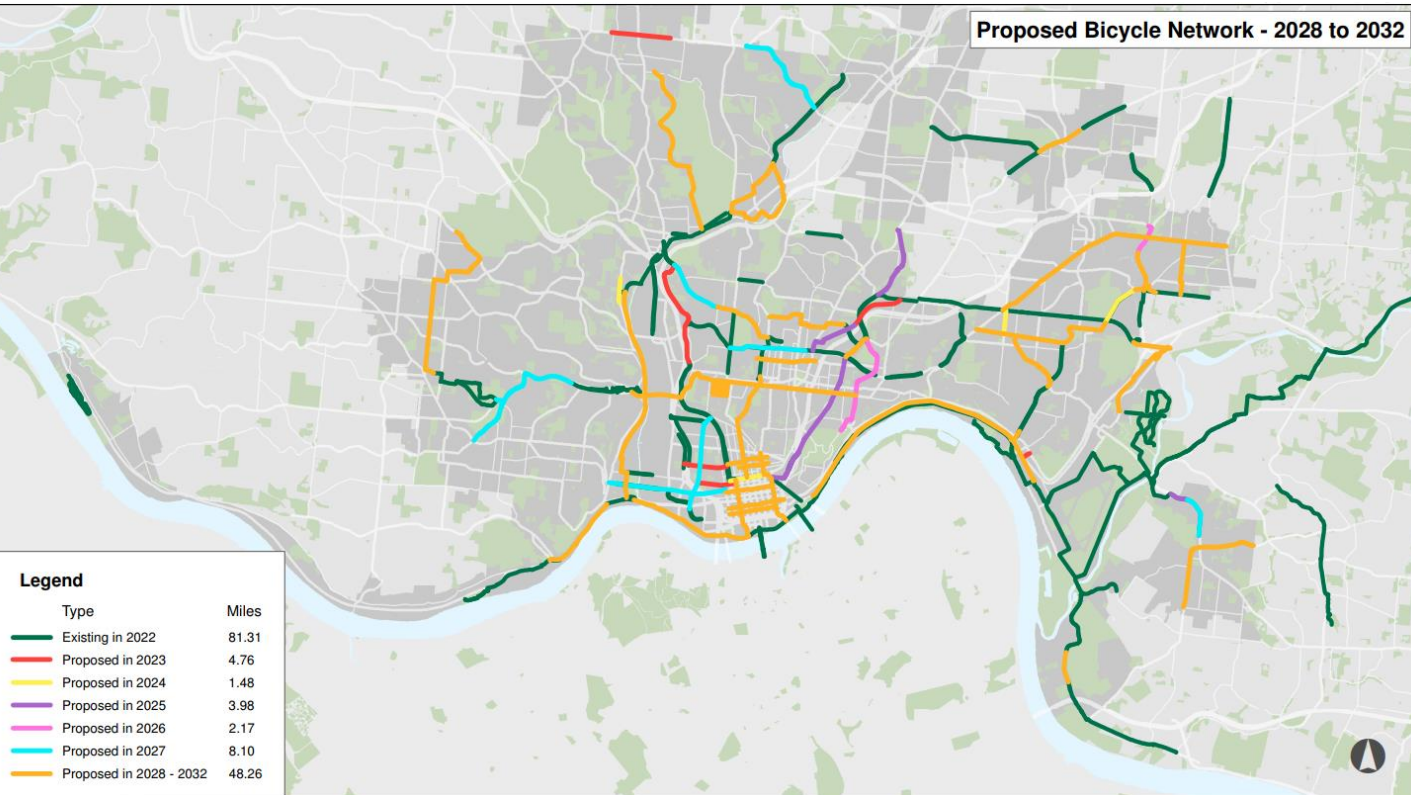 Proposed Bicycle Network - 2028 to 2032
Legend
Type Miles
Existing in 2022 81.31
Proposed in 2023 4.76
Proposed in 2024 1.48
Proposed in 2025 3.98
Proposed in 2026 2.17
Proposed in 2027 8.10
Proposed in 2028 - 2032 48.26